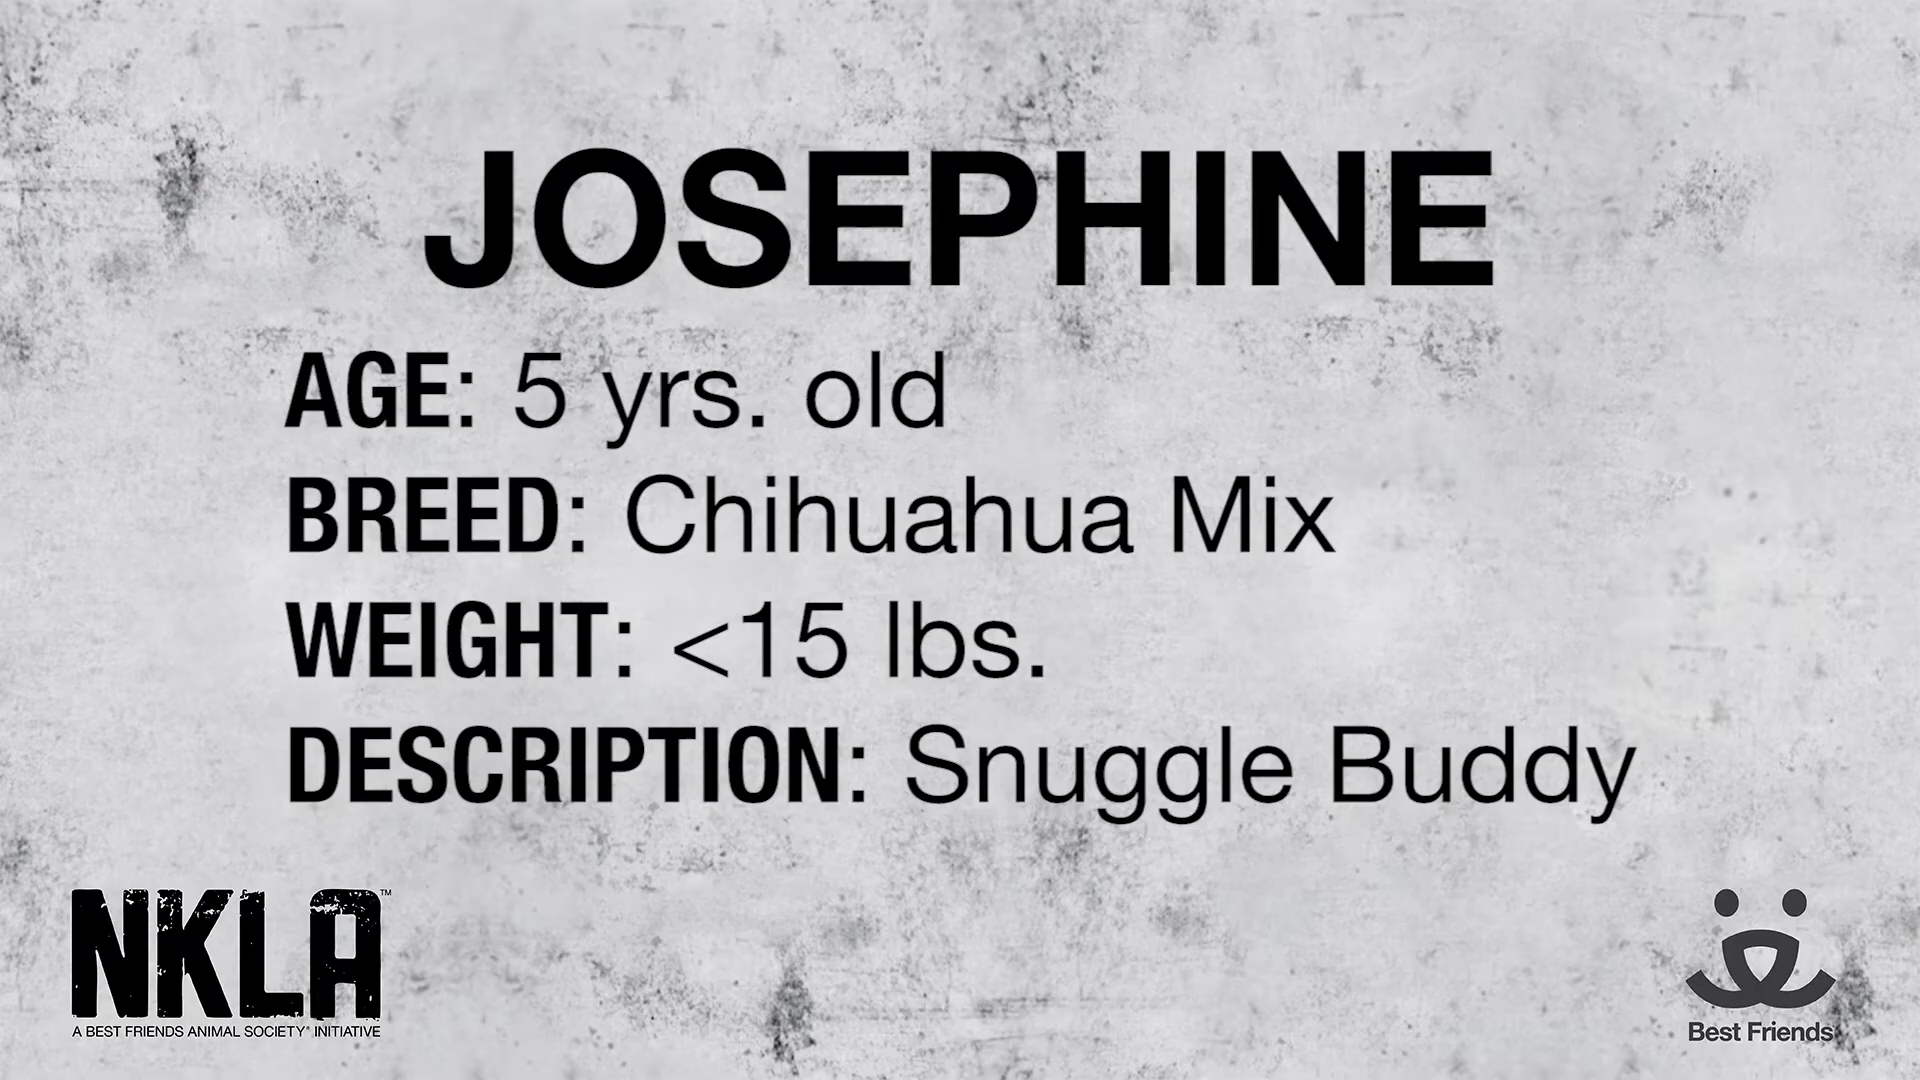 JOSEPHINE
AGE: 5 yrs. old
BREED: Chihuahua Mix
WEIGHT: <15 lbs.
DESCRIPTION: Snuggle Buddy
NKLA™
A BEST FRIENDS ANIMAL SOCIETY® INITIATIVE
Best Friends